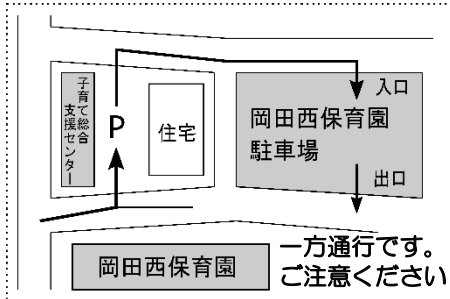 入口
子育て総合
支援センター
P
住宅
岡田西保育園
駐車場
出口
岡田西保育園
一方通行です。
ご注意ください